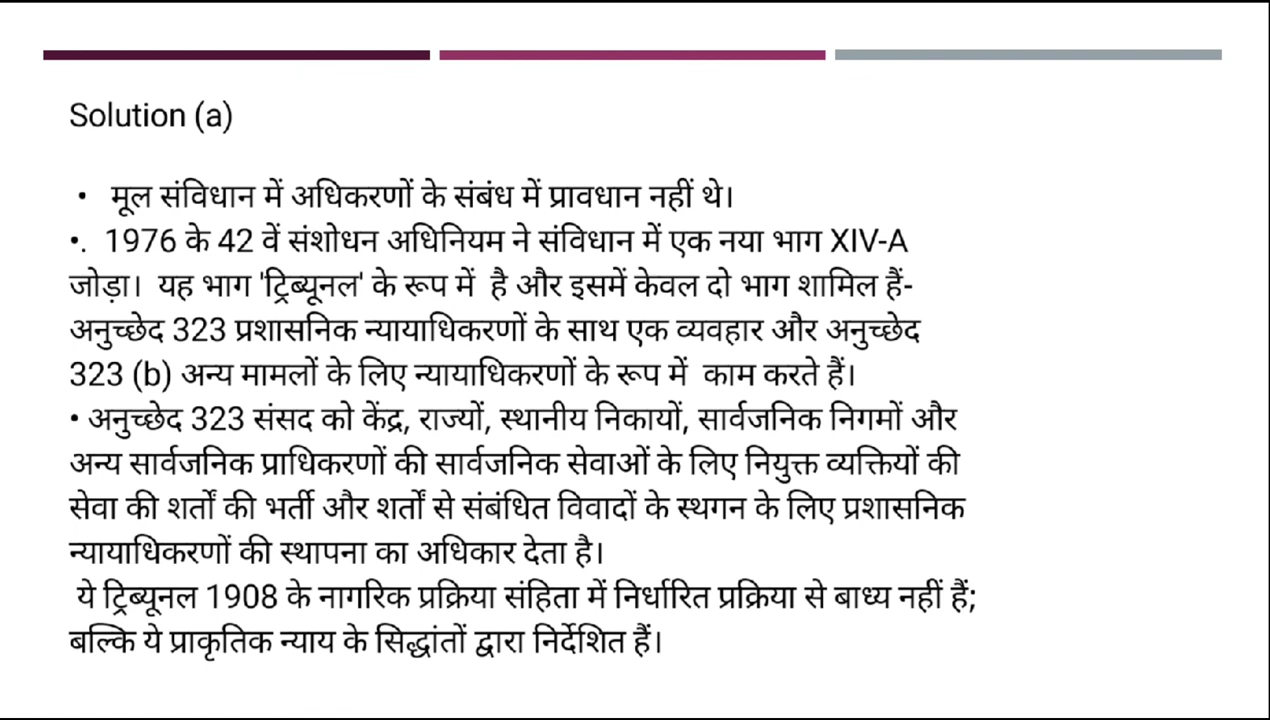 Solution (a)
• मूल संविधान में अधिकरणों के संबंध में प्रावधान नहीं थे।
•. 1976 के 42 वें संशोधन अधिनियम ने संविधान में एक नया भाग XIV-A
जोड़ा। यह भाग 'ट्रिब्यूनल' के रूप में है और इसमें केवल दो भाग शामिल हैं-
अनुच्छेद 323 प्रशासनिक न्यायाधिकरणों के साथ एक व्यवहार और अनुच्छेद
323 (b) अन्य मामलों के लिए न्यायाधिकरणों के रूप में काम करते हैं।
• अनुच्छेद 323 संसद को केंद्र, राज्यों, स्थानीय निकायों, सार्वजनिक निगमों और
अन्य सार्वजनिक प्राधिकरणों की सार्वजनिक सेवाओं के लिए नियुक्त व्यक्तियों की
सेवा की शर्तों की भर्ती और शर्तों से संबंधित विवादों के स्थगन के लिए प्रशासनिक
न्यायाधिकरणों की स्थापना का अधिकार देता है।
ये ट्रिब्यूनल 1908 के नागरिक प्रक्रिया संहिता में निर्धारित प्रक्रिया से बाध्य नहीं हैं;
बल्कि ये प्राकृतिक न्याय के सिद्धांतों द्वारा निर्देशित हैं।